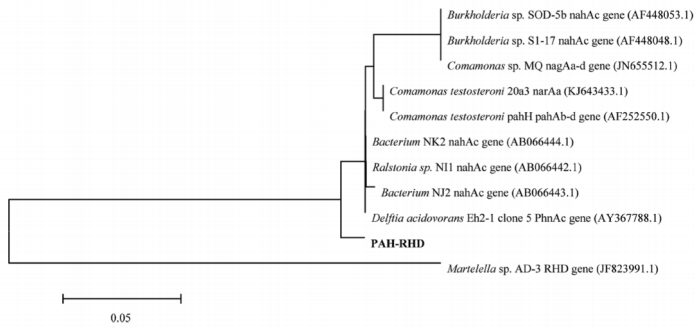 Burkholderia sp. SOD-5b nahAc gene (AF448053.1)
Burkholderia sp. S1-17 nahAc gene (AF448048.1)
Comamonas sp. MQ nagAa-d gene (JN655512.1)
Comamonas testosteroni 20a3 narAa (KJ643433.1)
Comamonas testosteroni pahH pahAb-d gene (AF252550.1)
Bacterium NK2 nahAc gene (AB066444.1)
Ralstonia sp. NI1 nahAc gene (AB066442.1)
Bacterium NJ2 nahAc gene (AB066443.1)
Delftia acidovorans Eh2-1 clone 5 PhnAc gene (AY367788.1)
PAH-RHD
Martelella sp. AD-3 RHD gene (JF823991.1)
0.05